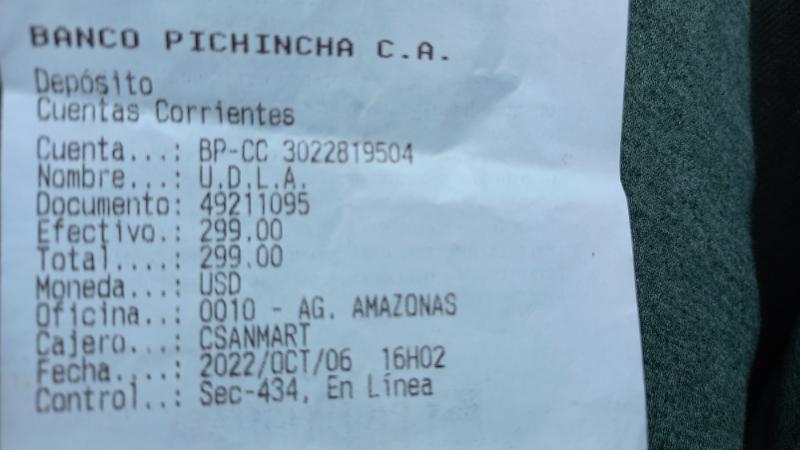 BANCO PICHINCHA C.A.
Depósito
Cuentas Corrientes
Cuenta...: BP-CC 3022819504
Nombre...: U.D.L.A.
Documento: 49211095
Efectivo.: 299.00
Total....: 299.00
Moneda...: USD
Oficina..: 0010 - AG. AMAZONAS
Cajero...: CSANMART
Fecha....: 2022/OCT/06 16H02
Control..: Sec-434, En Línea